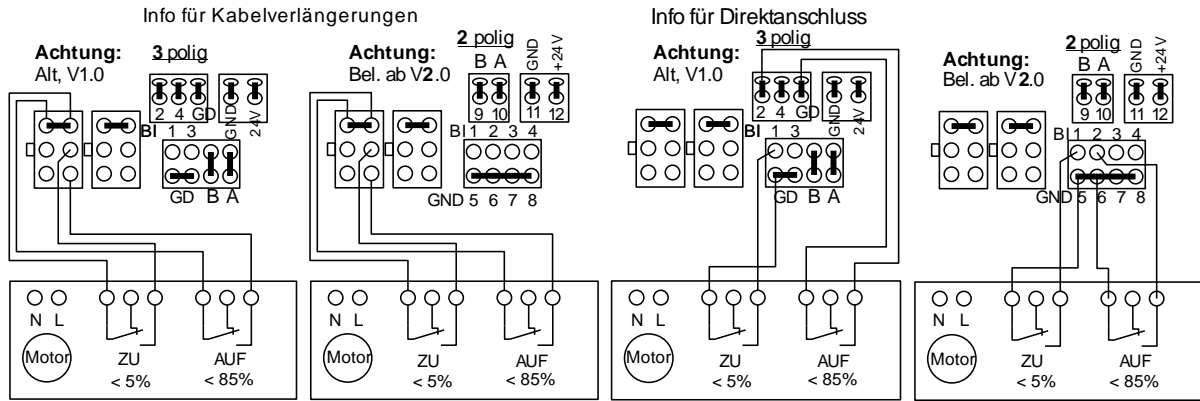 Info für Kabelverlängerungen
Achtung:
Alt, V1.0
3 polig
2 4 GD
GND
24V
BI 1 3
GD B A
N L
Motor
ZU
< 5%
AUF
< 85%
Achtung:
Bel. ab V2.0
2 polig
B A
GND
+24V
9 10 11 12
BI 1 2 3 4
GND 5 6 7 8
N L
Motor
ZU
< 5%
AUF
< 85%
Info für Direktanschluss
Achtung:
Alt, V1.0
3 polig
2 4 GD
GND
24V
BI 1 3
GD B A
N L
Motor
ZU
< 5%
AUF
< 85%
Achtung:
Bel. ab V2.0
2 polig
B A
GND
+24V
9 10 11 12
BI 1 2 3 4
GND 5 6 7 8
N L
Motor
ZU
< 5%
AUF
<85%